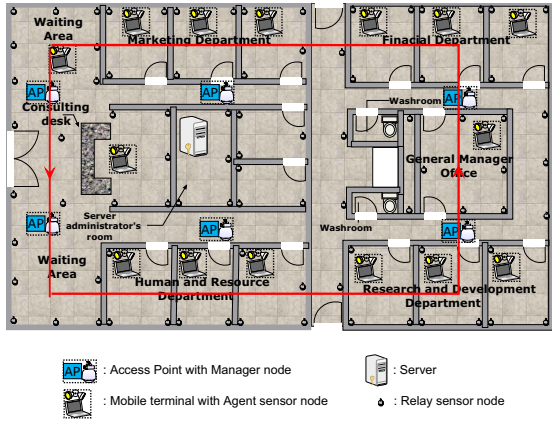 Waiting
Area
Marketing Department
Finacial Department
AP
AP
AP
Washroom
Consulting
desk
General Manager
Office
Server
administrator's
room
AP
AP
AP
Washroom
Waiting
Area
Human and Resource
Department
Research and Development
Department
AP : Access Point with Manager node
: Server
: Mobile terminal with Agent sensor node
: Relay sensor node